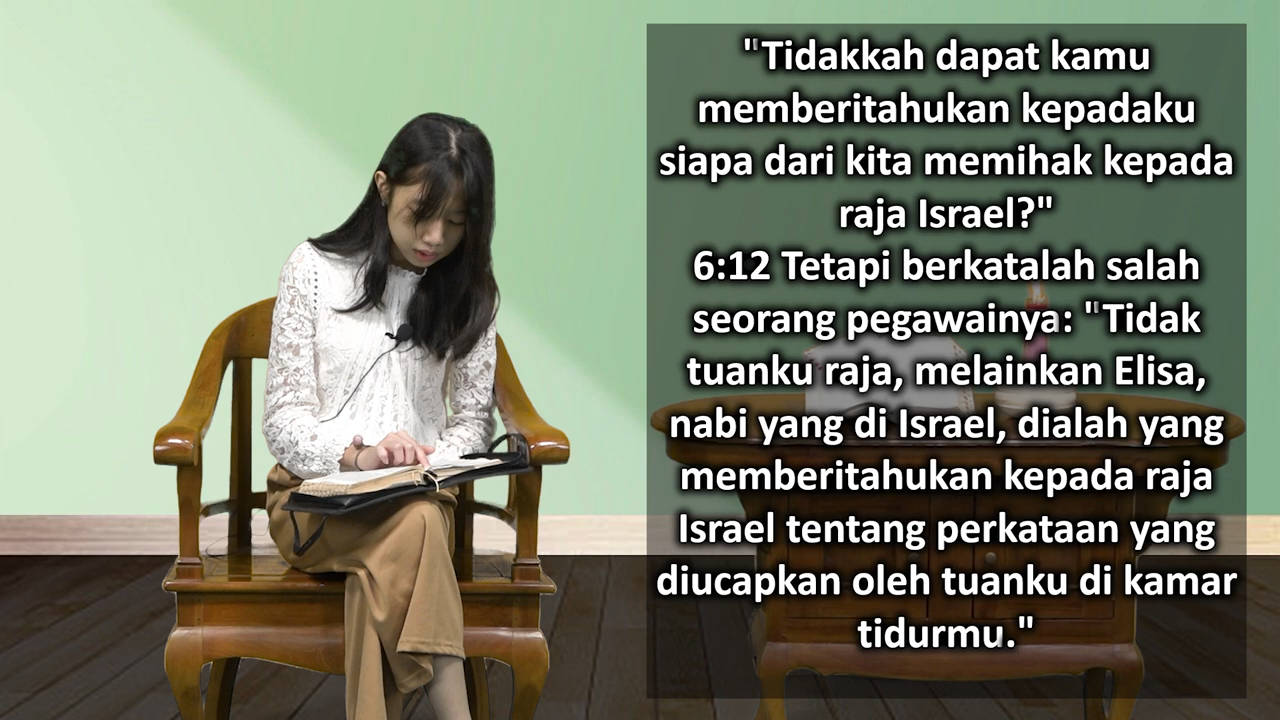 "Tidakkah dapat kamu
memberitahukan kepadaku
siapa dari kita memihak kepada
raja Israel?"
6:12 Tetapi berkatalah salah
seorang pegawainya: "Tidak
tuanku raja, melainkan Elisa,
nabi yang di Israel, dialah yang
memberitahukan kepada raja
Israel tentang perkataan yang
diucapkan oleh tuanku di kamar
tidurmu."